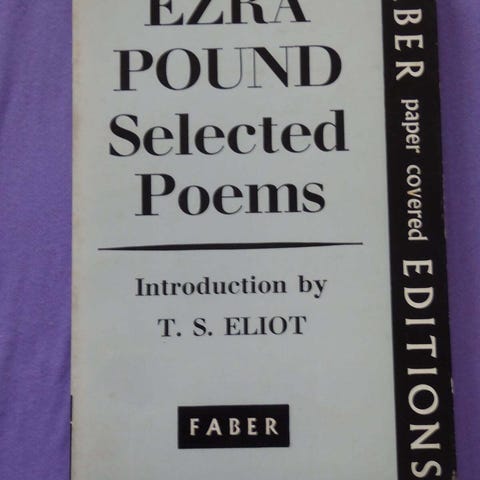 EZRA
POUND
Selected
Poems
Introduction by
T. S. ELIOT
FABER
FABER paper covered EDITIONS